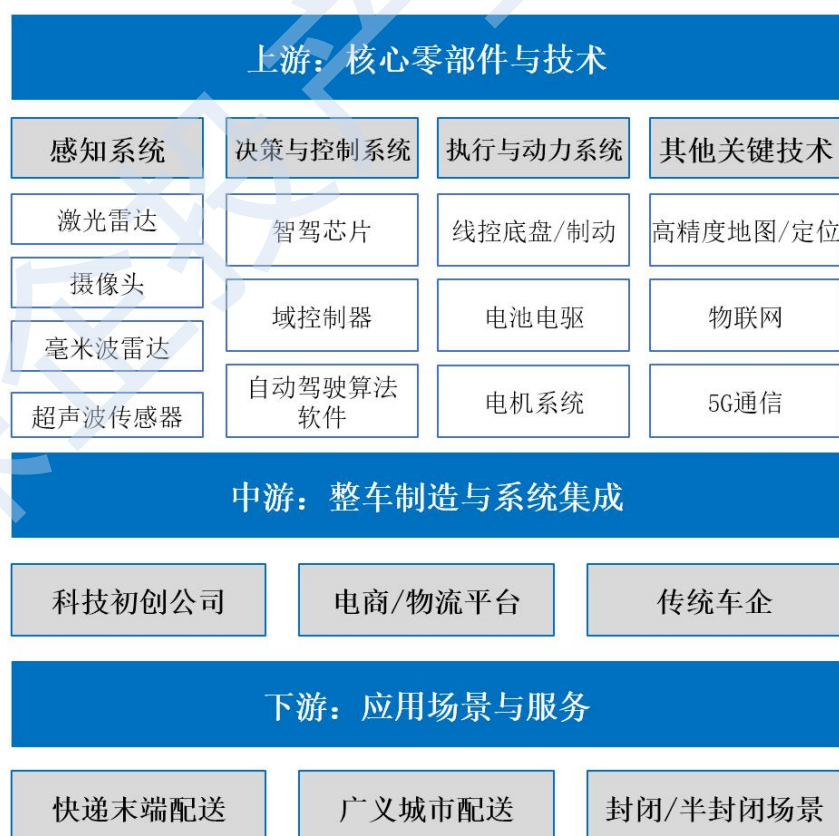 上游：核心零部件与技术
感知系统
决策与控制系统
执行与动力系统
其他关键技术
激光雷达
摄像头
毫米波雷达
超声波传感器
智驾芯片
域控制器
自动驾驶算法
软件
线控底盘/制动
电池电驱
电机系统
高精度地图/定位
物联网
5G通信
中游：整车制造与系统集成
科技初创公司
电商/物流平台
传统车企
下游：应用场景与服务
快递末端配送
广义城市配送
封闭/半封闭场景
企投产